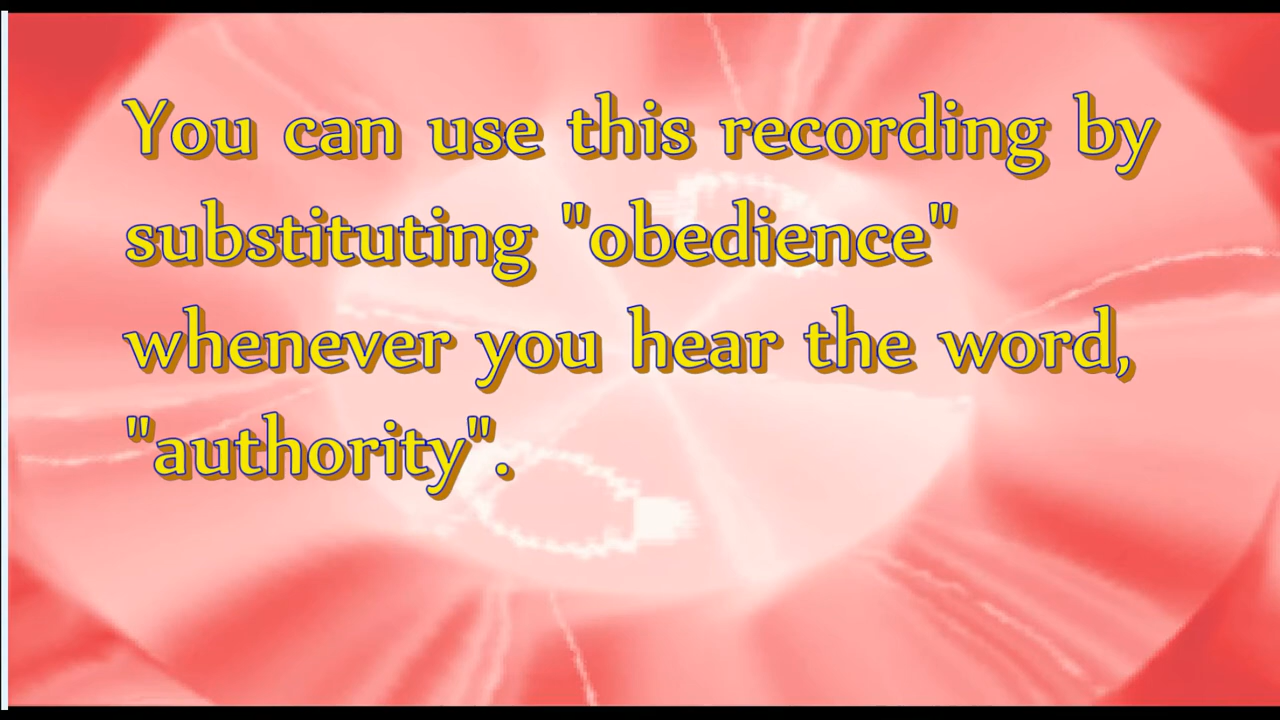 You can use this recording by
substituting "obedience"
whenever you hear the word,
"authority".